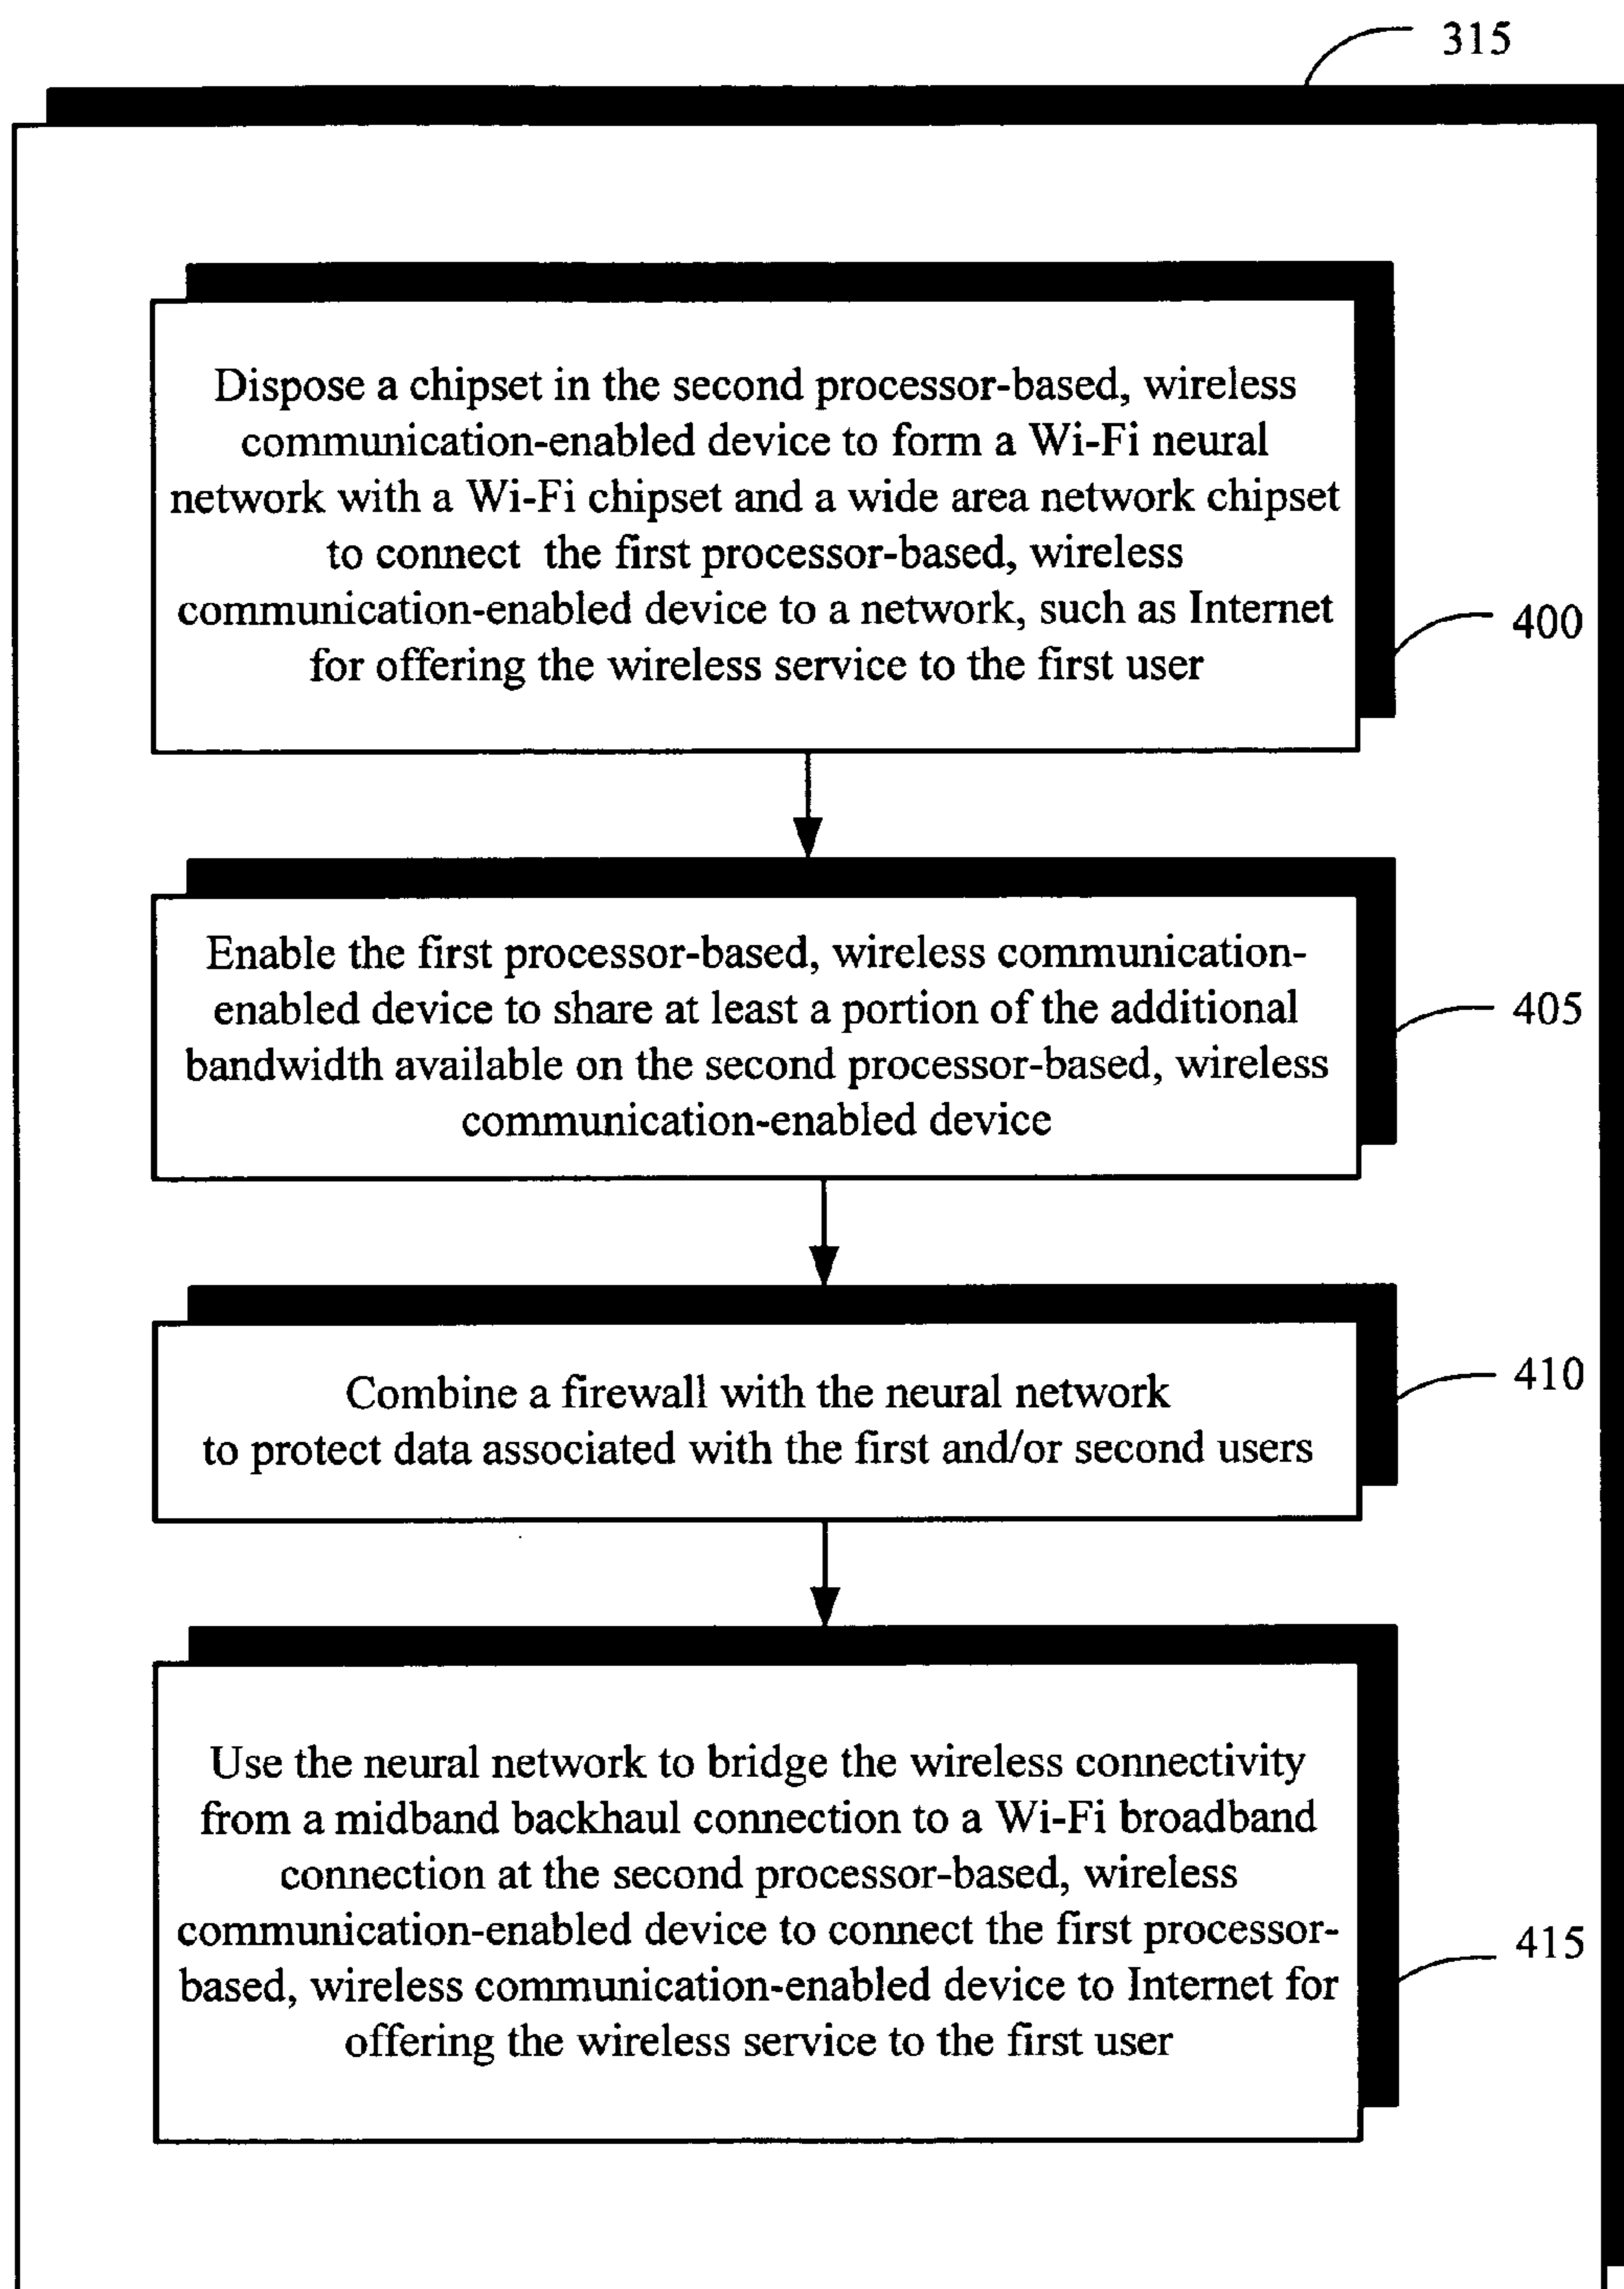 315
Dispose a chipset in the second processor-based, wireless
communication-enabled device to form a Wi-Fi neural
network with a Wi-Fi chipset and a wide area network chipset
to connect the first processor-based, wireless
communication-enabled device to a network, such as Internet
for offering the wireless service to the first user
400
Enable the first processor-based, wireless communication-
enabled device to share at least a portion of the additional
bandwidth available on the second processor-based, wireless
communication-enabled device
405
Combine a firewall with the neural network
to protect data associated with the first and/or second users
410
Use the neural network to bridge the wireless connectivity
from a midband backhaul connection to a Wi-Fi broadband
connection at the second processor-based, wireless
communication-enabled device to connect the first processor-
based, wireless communication-enabled device to Internet for
offering the wireless service to the first user
415